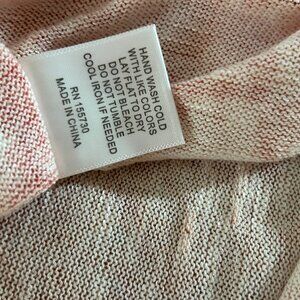 HAND WASH COLD
WITH LIKE COLORS
LAY FLAT TO DRY
DO NOT BLEACH
DO NOT TUMBLE
COOL IRON IF NEEDED
RN 155730
MADE IN CHINA